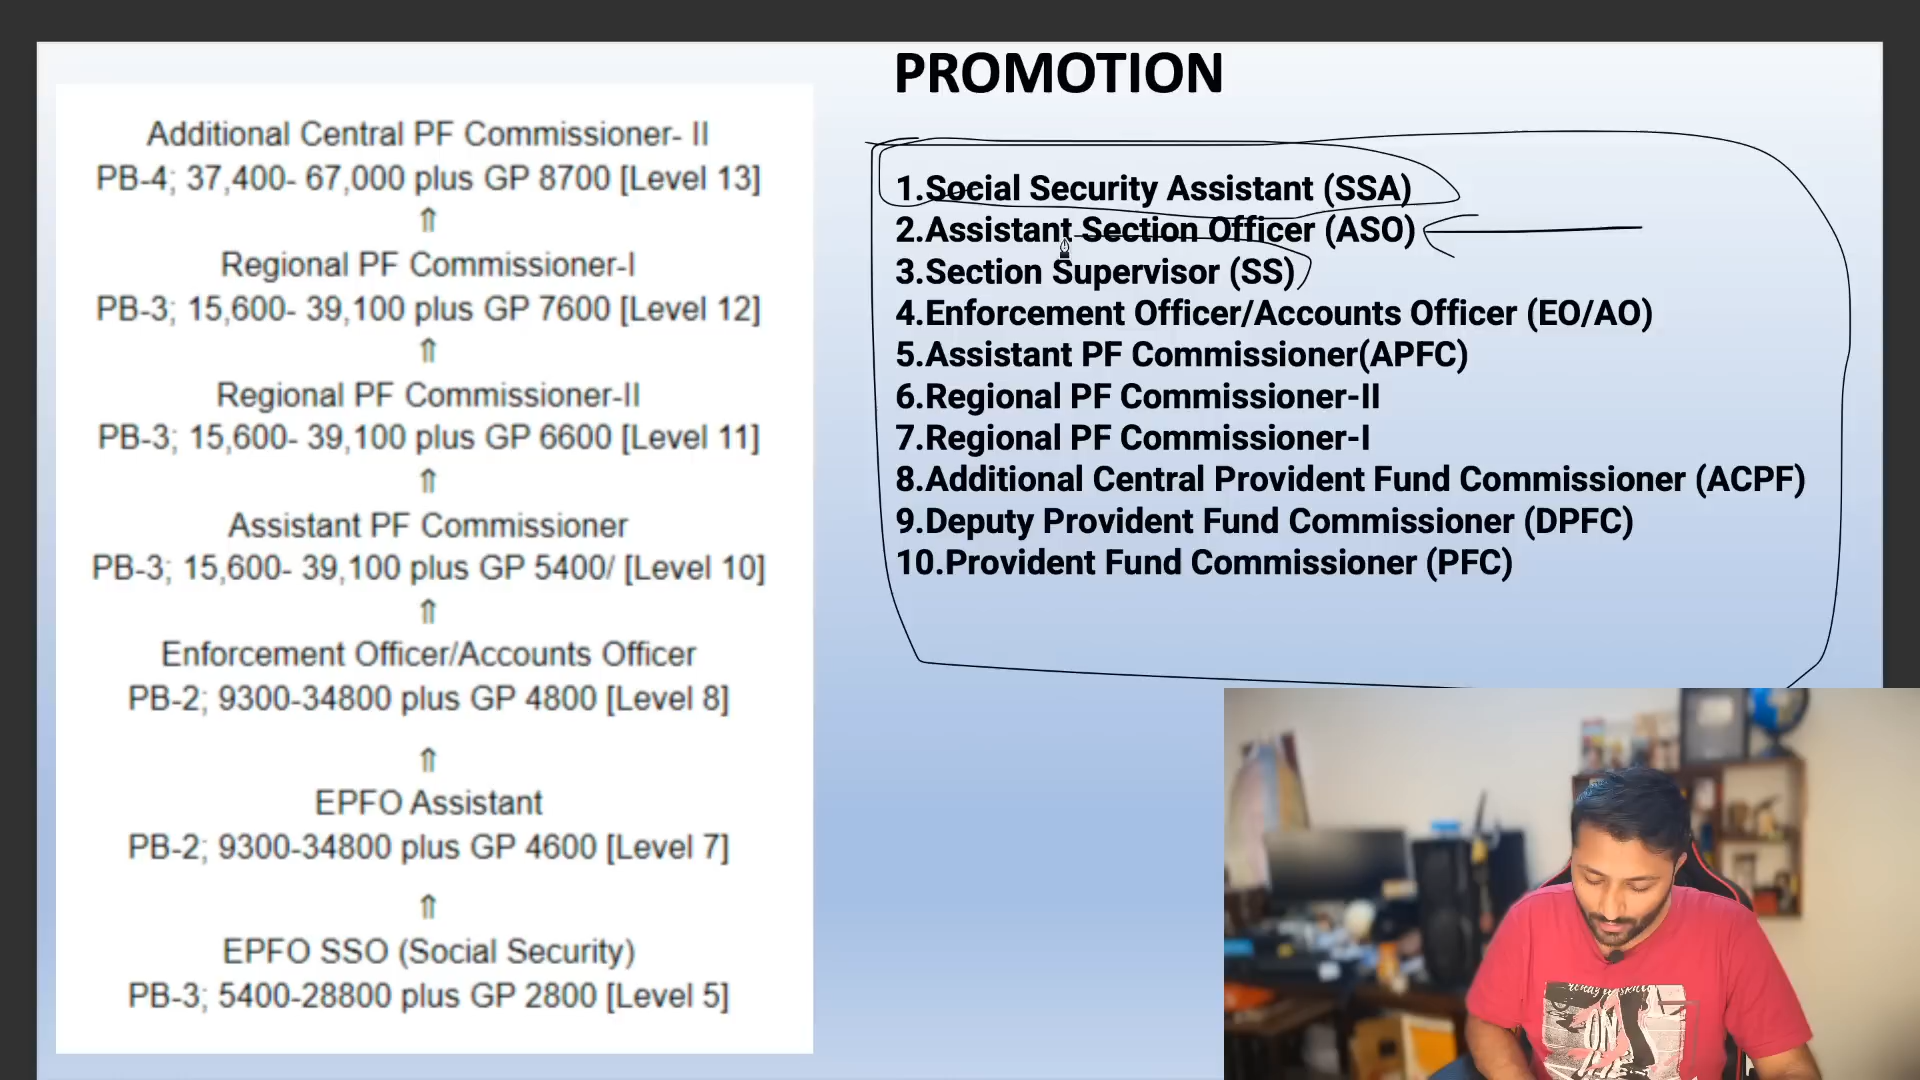 PROMOTION
Additional Central PF Commissioner- II
PB-4; 37,400- 67,000 plus GP 8700 [Level 13]
⇑
Regional PF Commissioner-I
PB-3; 15,600- 39,100 plus GP 7600 [Level 12]
⇑
Regional PF Commissioner-II
PB-3; 15,600- 39,100 plus GP 6600 [Level 11]
⇑
Assistant PF Commissioner
PB-3; 15,600- 39,100 plus GP 5400/ [Level 10]
⇑
Enforcement Officer/Accounts Officer
PB-2; 9300-34800 plus GP 4800 [Level 8]
⇑
EPFO Assistant
PB-2; 9300-34800 plus GP 4600 [Level 7]
⇑
EPFO SSO (Social Security)
PB-3; 5400-28800 plus GP 2800 [Level 5]
1.Social Security Assistant (SSA)
2.Assistant Section Officer (ASO)
3.Section Supervisor (SS)
4.Enforcement Officer/Accounts Officer (EO/AO)
5.Assistant PF Commissioner(APFC)
6.Regional PF Commissioner-II
7.Regional PF Commissioner-I
8.Additional Central Provident Fund Commissioner (ACPF)
9.Deputy Provident Fund Commissioner (DPFC)
10.Provident Fund Commissioner (PFC)
ON